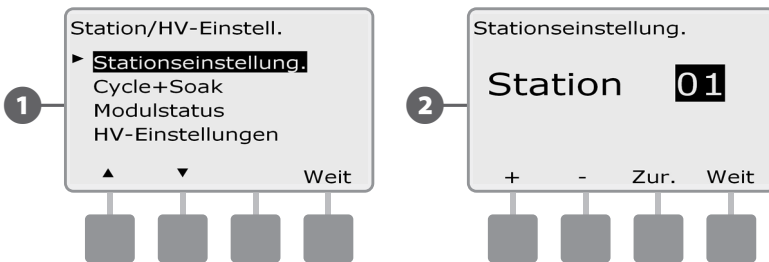 1
Station/HV-Einstell.
► Stationseinstellung.
Cycle+Soak
Modulstatus
HV-Einstellungen
▲ ▼ Weit
2
Stationseinstellung.
Station 01
+ - Zur. Weit